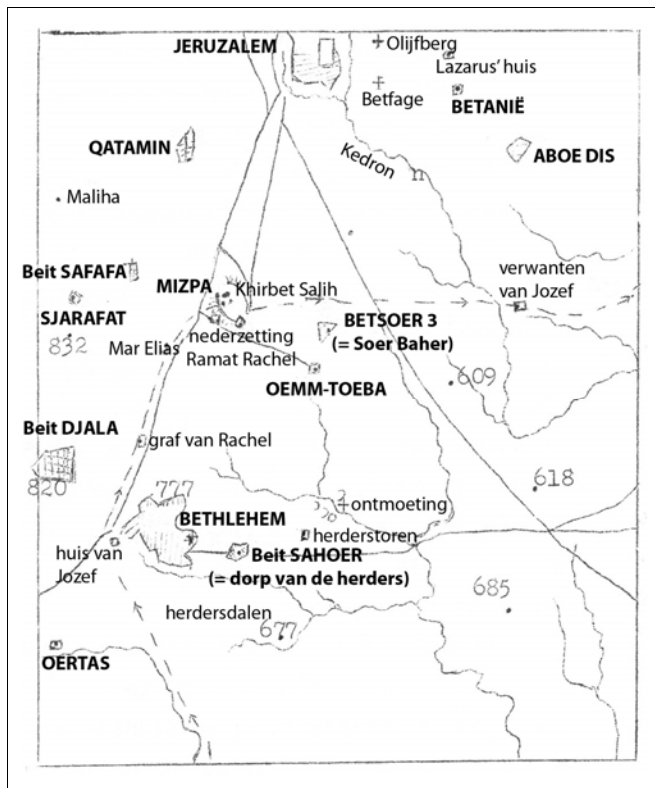 JERUZALEM
Olijfberg
Lazarus' huis
Betfage
BETANIË
QATAMIN
Kedron
ABOE DIS
Maliha
Beit SAFAFA
MIZPA
Khirbet Salih
verwanten
van Jozef
SJARAFAT
832
Mar Elias
nederzetting
Ramat Rachel
BETSOER 3
(= Soer Baher)
OEMM-TOEBA
609
Beit DJALA
graf van Rachel
820
777
618
BETHLEHEM
ontmoeting
herderstoren
huis van
Jozef
Beit SAHOER
(= dorp van de herders)
herdersdalen
685
677
OERTAS